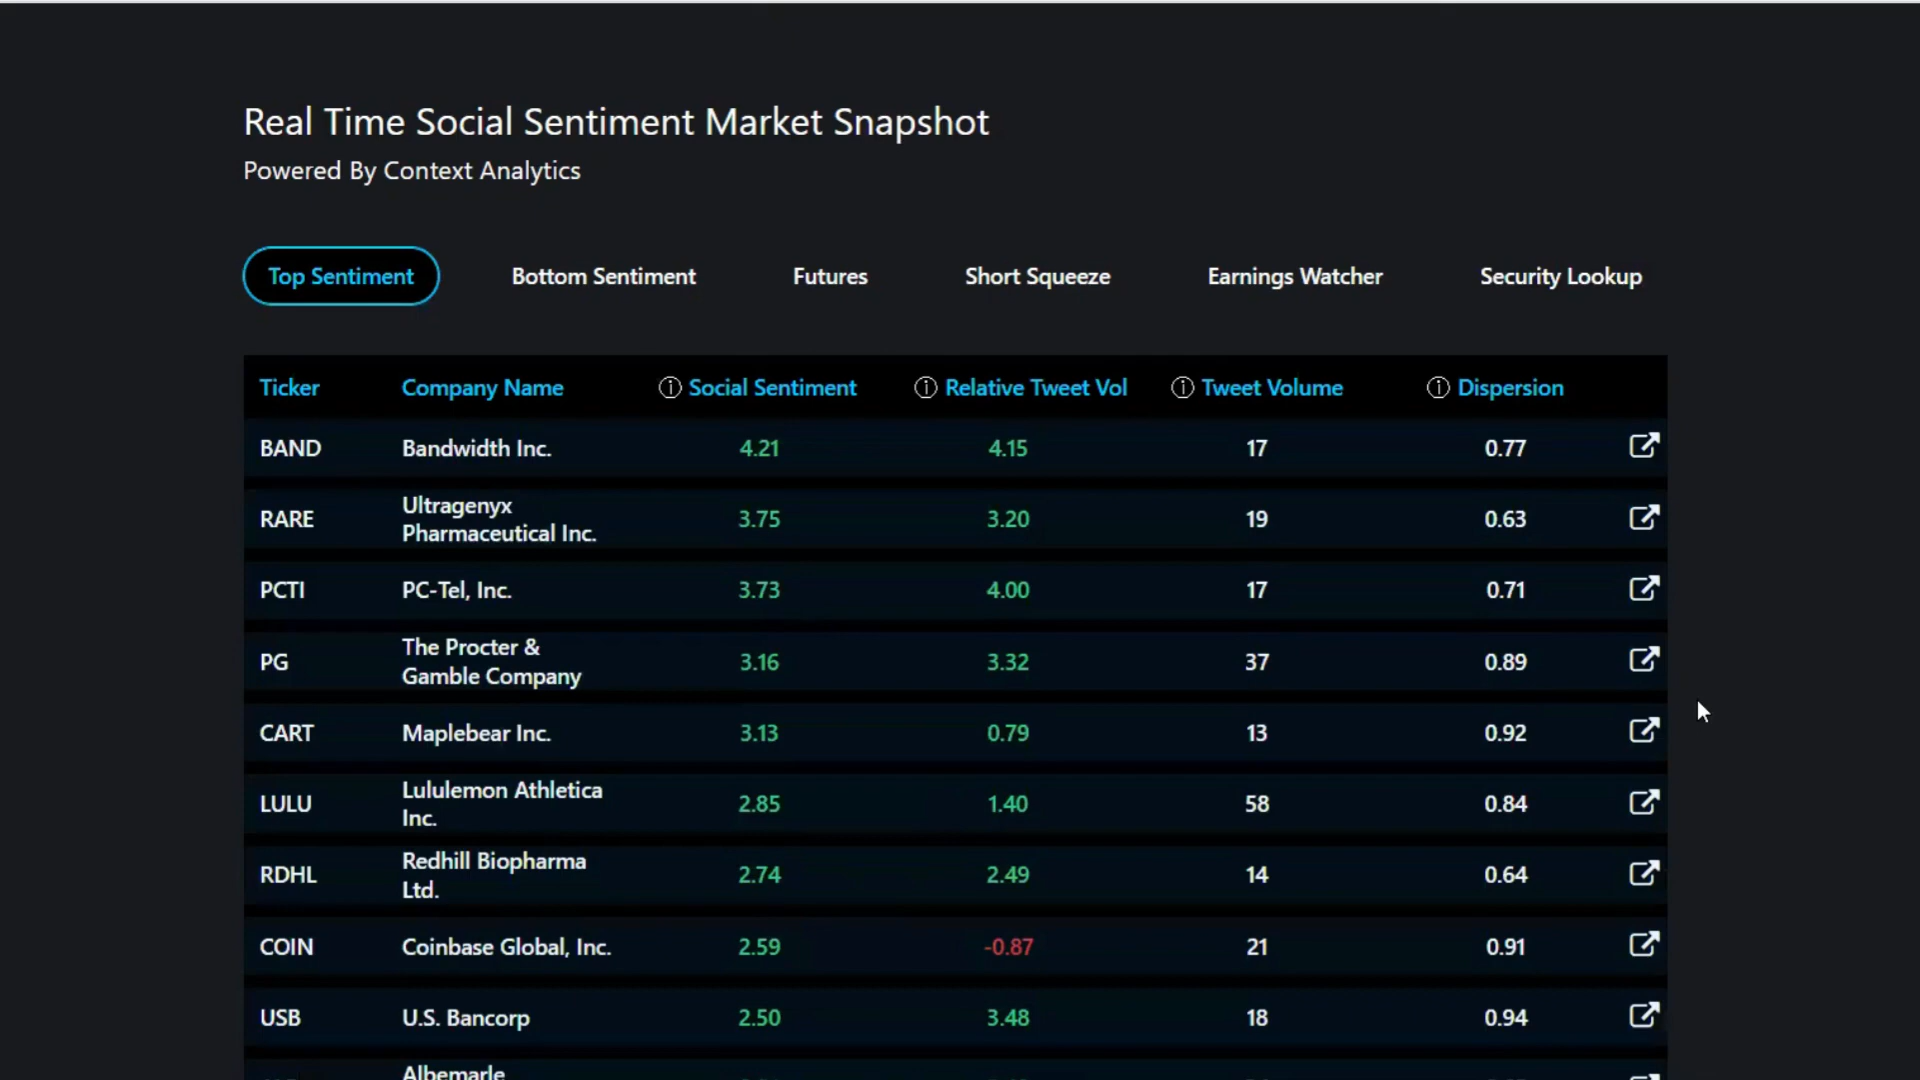 Real Time Social Sentiment Market Snapshot
Powered By Context Analytics
Top Sentiment Bottom Sentiment Futures Short Squeeze Earnings Watcher Security Lookup
Ticker Company Name Social Sentiment Relative Tweet Vol Tweet Volume Dispersion
BAND Bandwidth Inc. 4.21 4.15 17 0.77
Ultragenyx
RARE 3.75 3.20 19 0.63
Pharmaceutical Inc.
PCTI PC-Tel, Inc. 3.73 4.00 17 0.71
The Procter &
PG 3.16 3.32 37 0.89
Gamble Company
CART Maplebear Inc. 3.13 0.79 13 0.92
Lululemon Athletica
LULU 2.85 1.40 58 0.84
Inc.
Redhill Biopharma
RDHL 2.74 2.49 14 0.64
Ltd.
COIN Coinbase Global, Inc. 2.59 -0.87 21 0.91
USB U.S. Bancorp 2.50 3.48 18 0.94
Albemarle